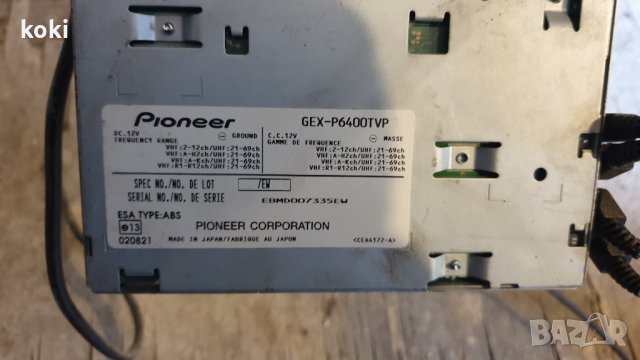 koki
Pioneer GEX-P6400TVP
DC.12V ⊖ GROUND C.C.12V ⊖ MASSE
FREQUENCY RANGE GAMME DE FREQUENCE
VHF:2-12ch/UHF:21-69ch VHF:2-12ch/UHF:21-69ch
VHF:A-H2ch/UHF:21-69ch VHF:A-H2ch/UHF:21-69ch
VHF:A-Kch/UHF:21-69ch VHF:A-Kch/UHF:21-69ch
VHF:R1-R12ch/UHF:21-69ch VHF:R1-R12ch/UHF:21-69ch
SPEC NO./NO. DE LOT /EW
SERIAL NO./NO. DE SERIE EBMD007335EW
ESA TYPE:ABS
e13 PIONEER CORPORATION
020821 MADE IN JAPAN/FABRIQUE AU JAPON <CEA4172-A>
BAZAR
bg